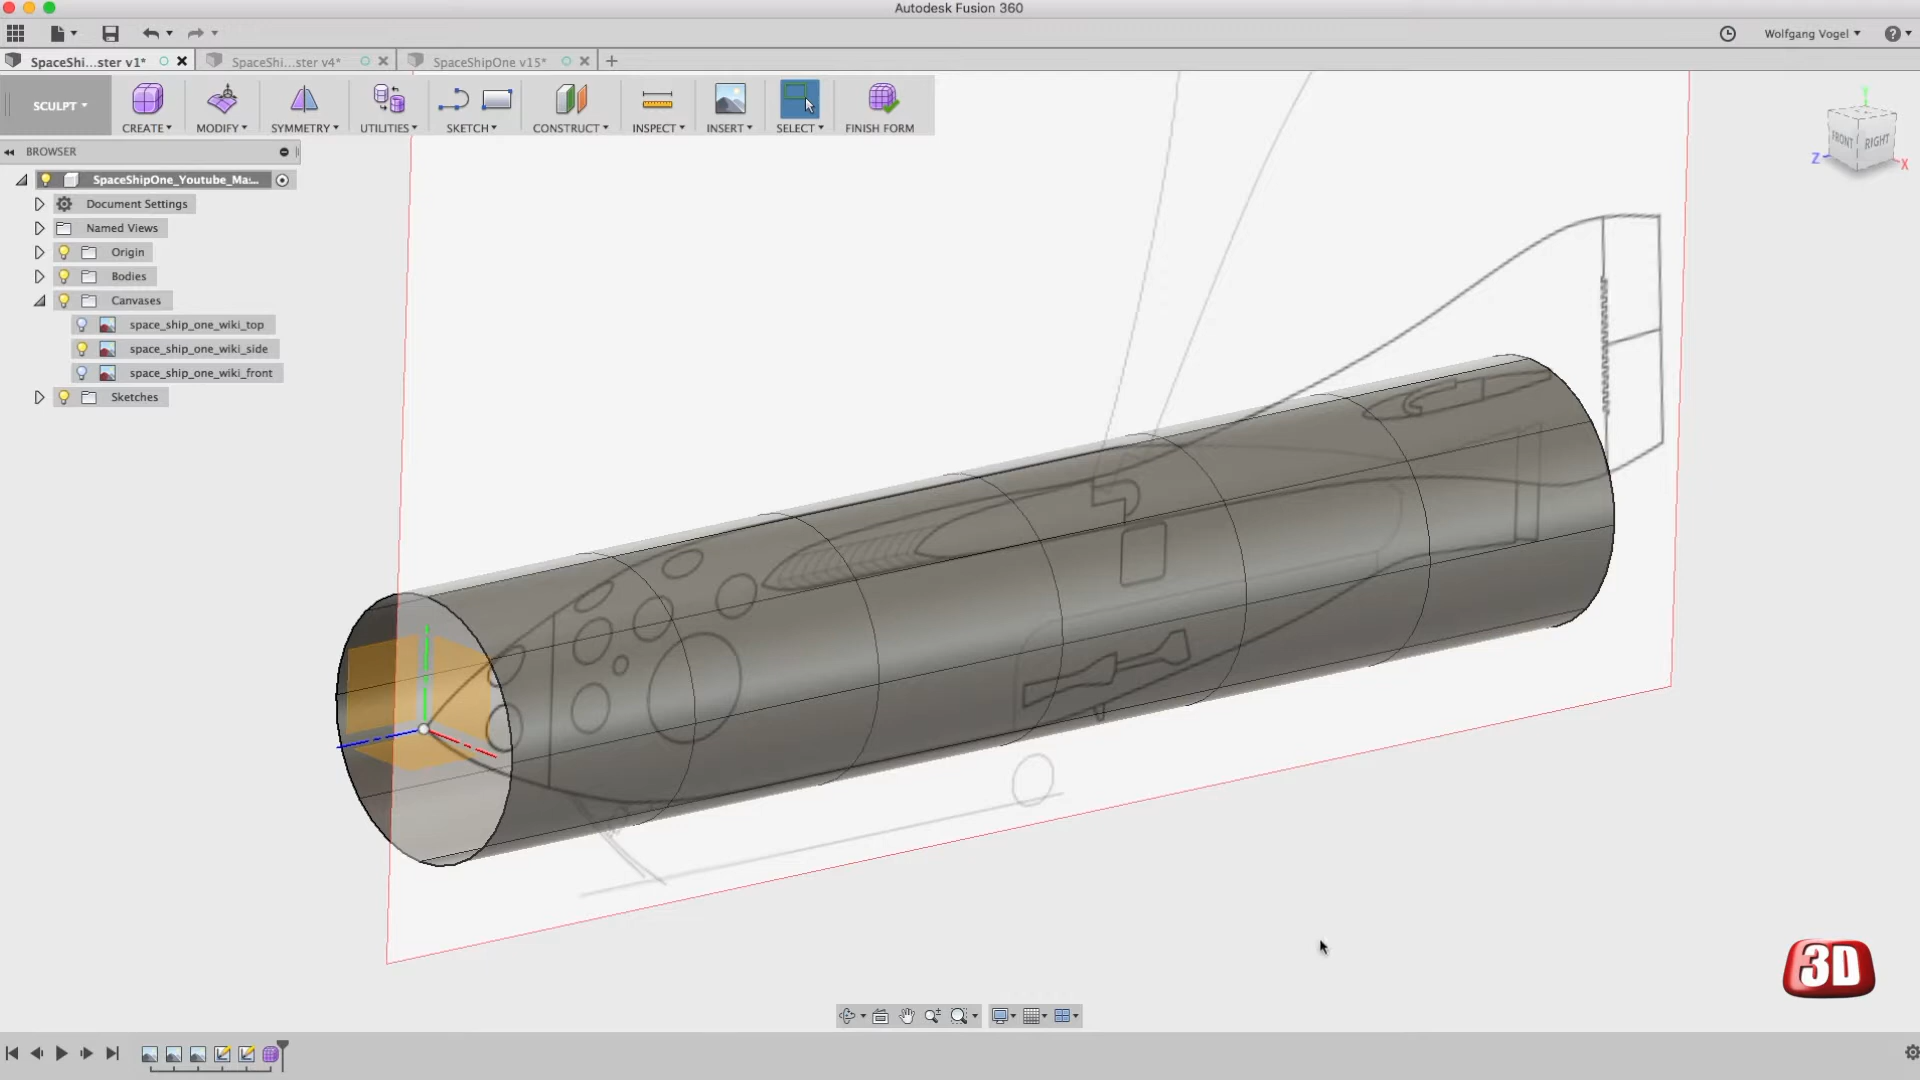 Autodesk Fusion 360
Wolfgang Vogel
SpaceShi...ster v1*
SpaceShi...ster v4*
SpaceShipOne v15*
SCULPT
CREATE
MODIFY
SYMMETRY
UTILITIES
SKETCH
CONSTRUCT
INSPECT
INSERT
SELECT
FINISH FORM
BROWSER
SpaceShipOne_Youtube_Ma...
Document Settings
Named Views
Origin
Bodies
Canvases
space_ship_one_wiki_top
space_ship_one_wiki_side
space_ship_one_wiki_front
Sketches
FRONT
RIGHT
Z
X
3D